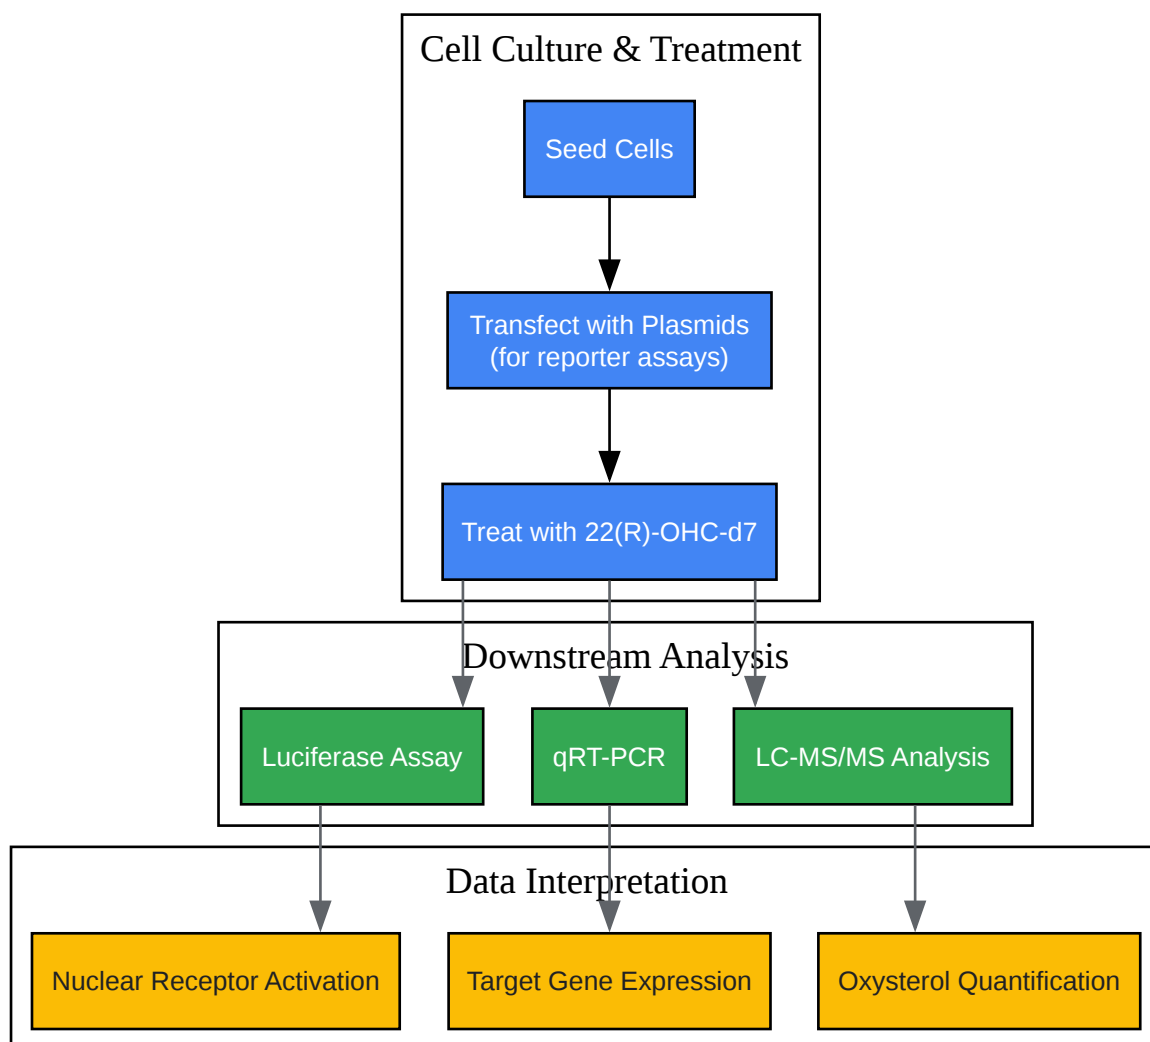 Cell Culture & Treatment
Seed Cells
Transfect with Plasmids
(for reporter assays)
Treat with 22(R)-OHC-d7
Downstream Analysis
Luciferase Assay
qRT-PCR
LC-MS/MS Analysis
Data Interpretation
Nuclear Receptor Activation
Target Gene Expression
Oxysterol Quantification